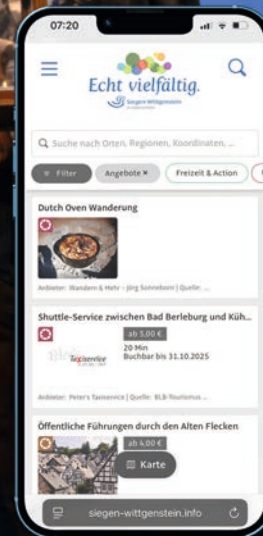 07:20
Echt vielfältig.
Siegen-Wittgenstein
Suche nach Orten, Regionen, Koordinaten, ...
Filter
Angebote ×
Freizeit & Action
Dutch Oven Wanderung
Anbieter: Wandern & Mehr - Jörg Sonneborn | Quelle: ...
Shuttle-Service zwischen Bad Berleburg und Küh...
ab 5,00 €
20 Min
Buchbar bis 31.10.2025
Taxiservice
Anbieter: Peter's Taxiservice | Quelle: BLB-Tourismus ...
Öffentliche Führungen durch den Alten Flecken
ab 4,00 €
Karte
siegen-wittgenstein.info